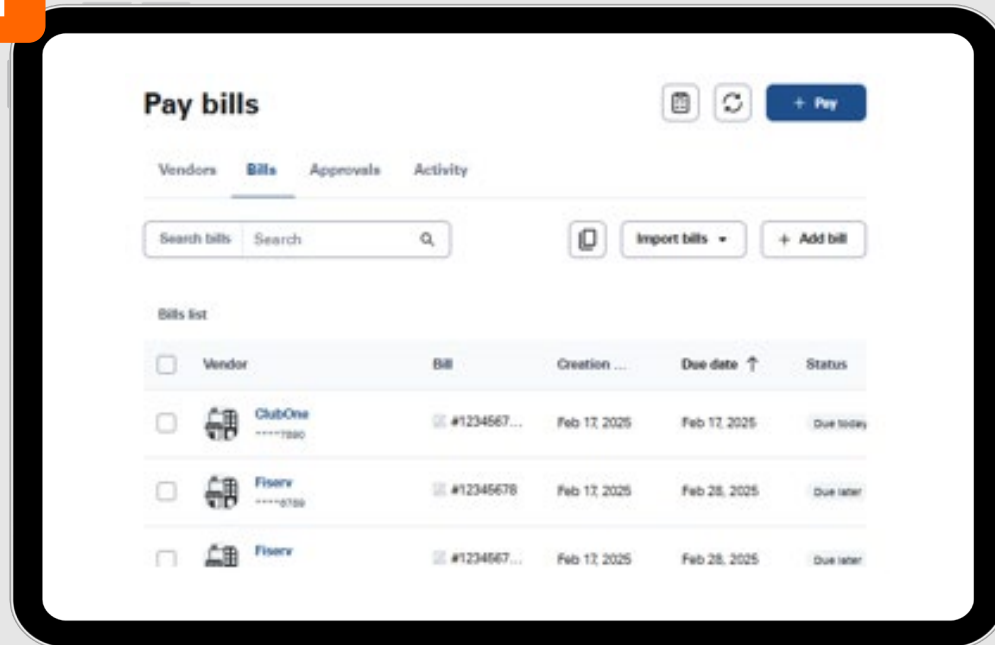 Pay bills
+ Pay
Vendors Bills Approvals Activity
Search bills Search Import bills + Add bill
Bills list
Vendor Bill Creation ... Due date ↑ Status
ClubOne #1234567... Feb 17, 2025 Feb 17, 2025 Due today
----7890
Fiserv #12345678 Feb 17, 2025 Feb 28, 2025 Due later
----6789
Fiserv #1234567... Feb 17, 2025 Feb 28, 2025 Due later